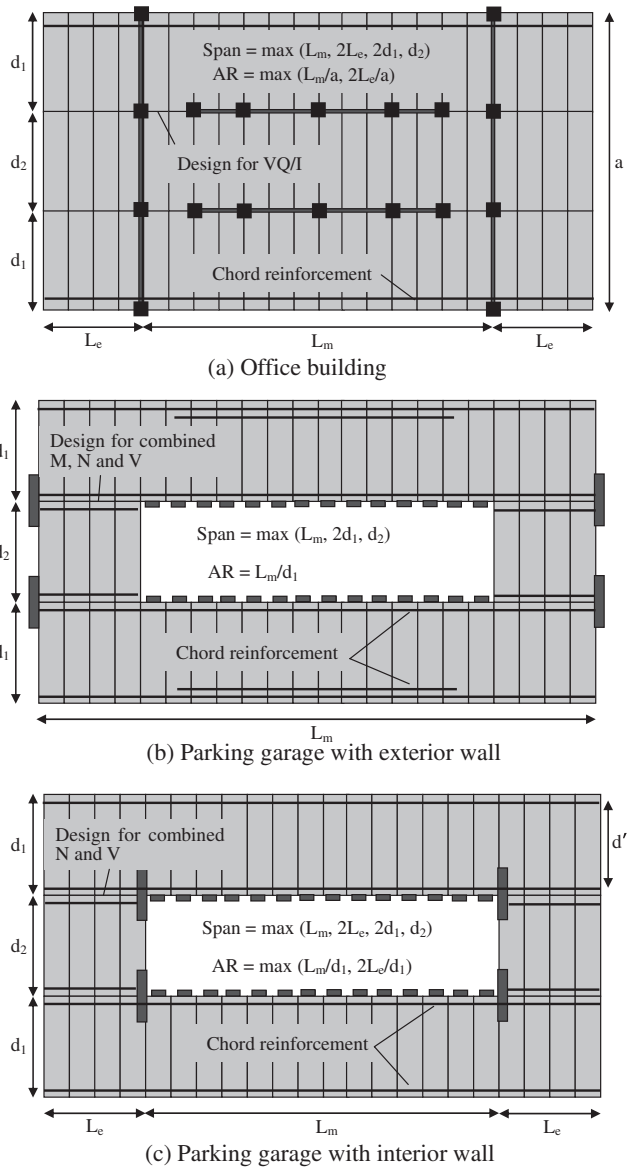 d₁
Span = max (Lₘ, 2Lₑ, 2d₁, d₂)
AR = max (Lₘ/a, 2Lₑ/a)
d₂
Design for VQ/I
a
d₁
Chord reinforcement
Lₑ
Lₘ
Lₑ
(a) Office building
d₁
Design for combined
M, N and V
d₂
Span = max (Lₘ, 2d₁, d₂)
AR = Lₘ/d₁
d₁
Chord reinforcement
Lₘ
(b) Parking garage with exterior wall
d₁
Design for combined
N and V
d′
d₂
Span = max (Lₘ, 2Lₑ, 2d₁, d₂)
AR = max (Lₘ/d₁, 2Lₑ/d₁)
d₁
Chord reinforcement
Lₑ
Lₘ
Lₑ
(c) Parking garage with interior wall